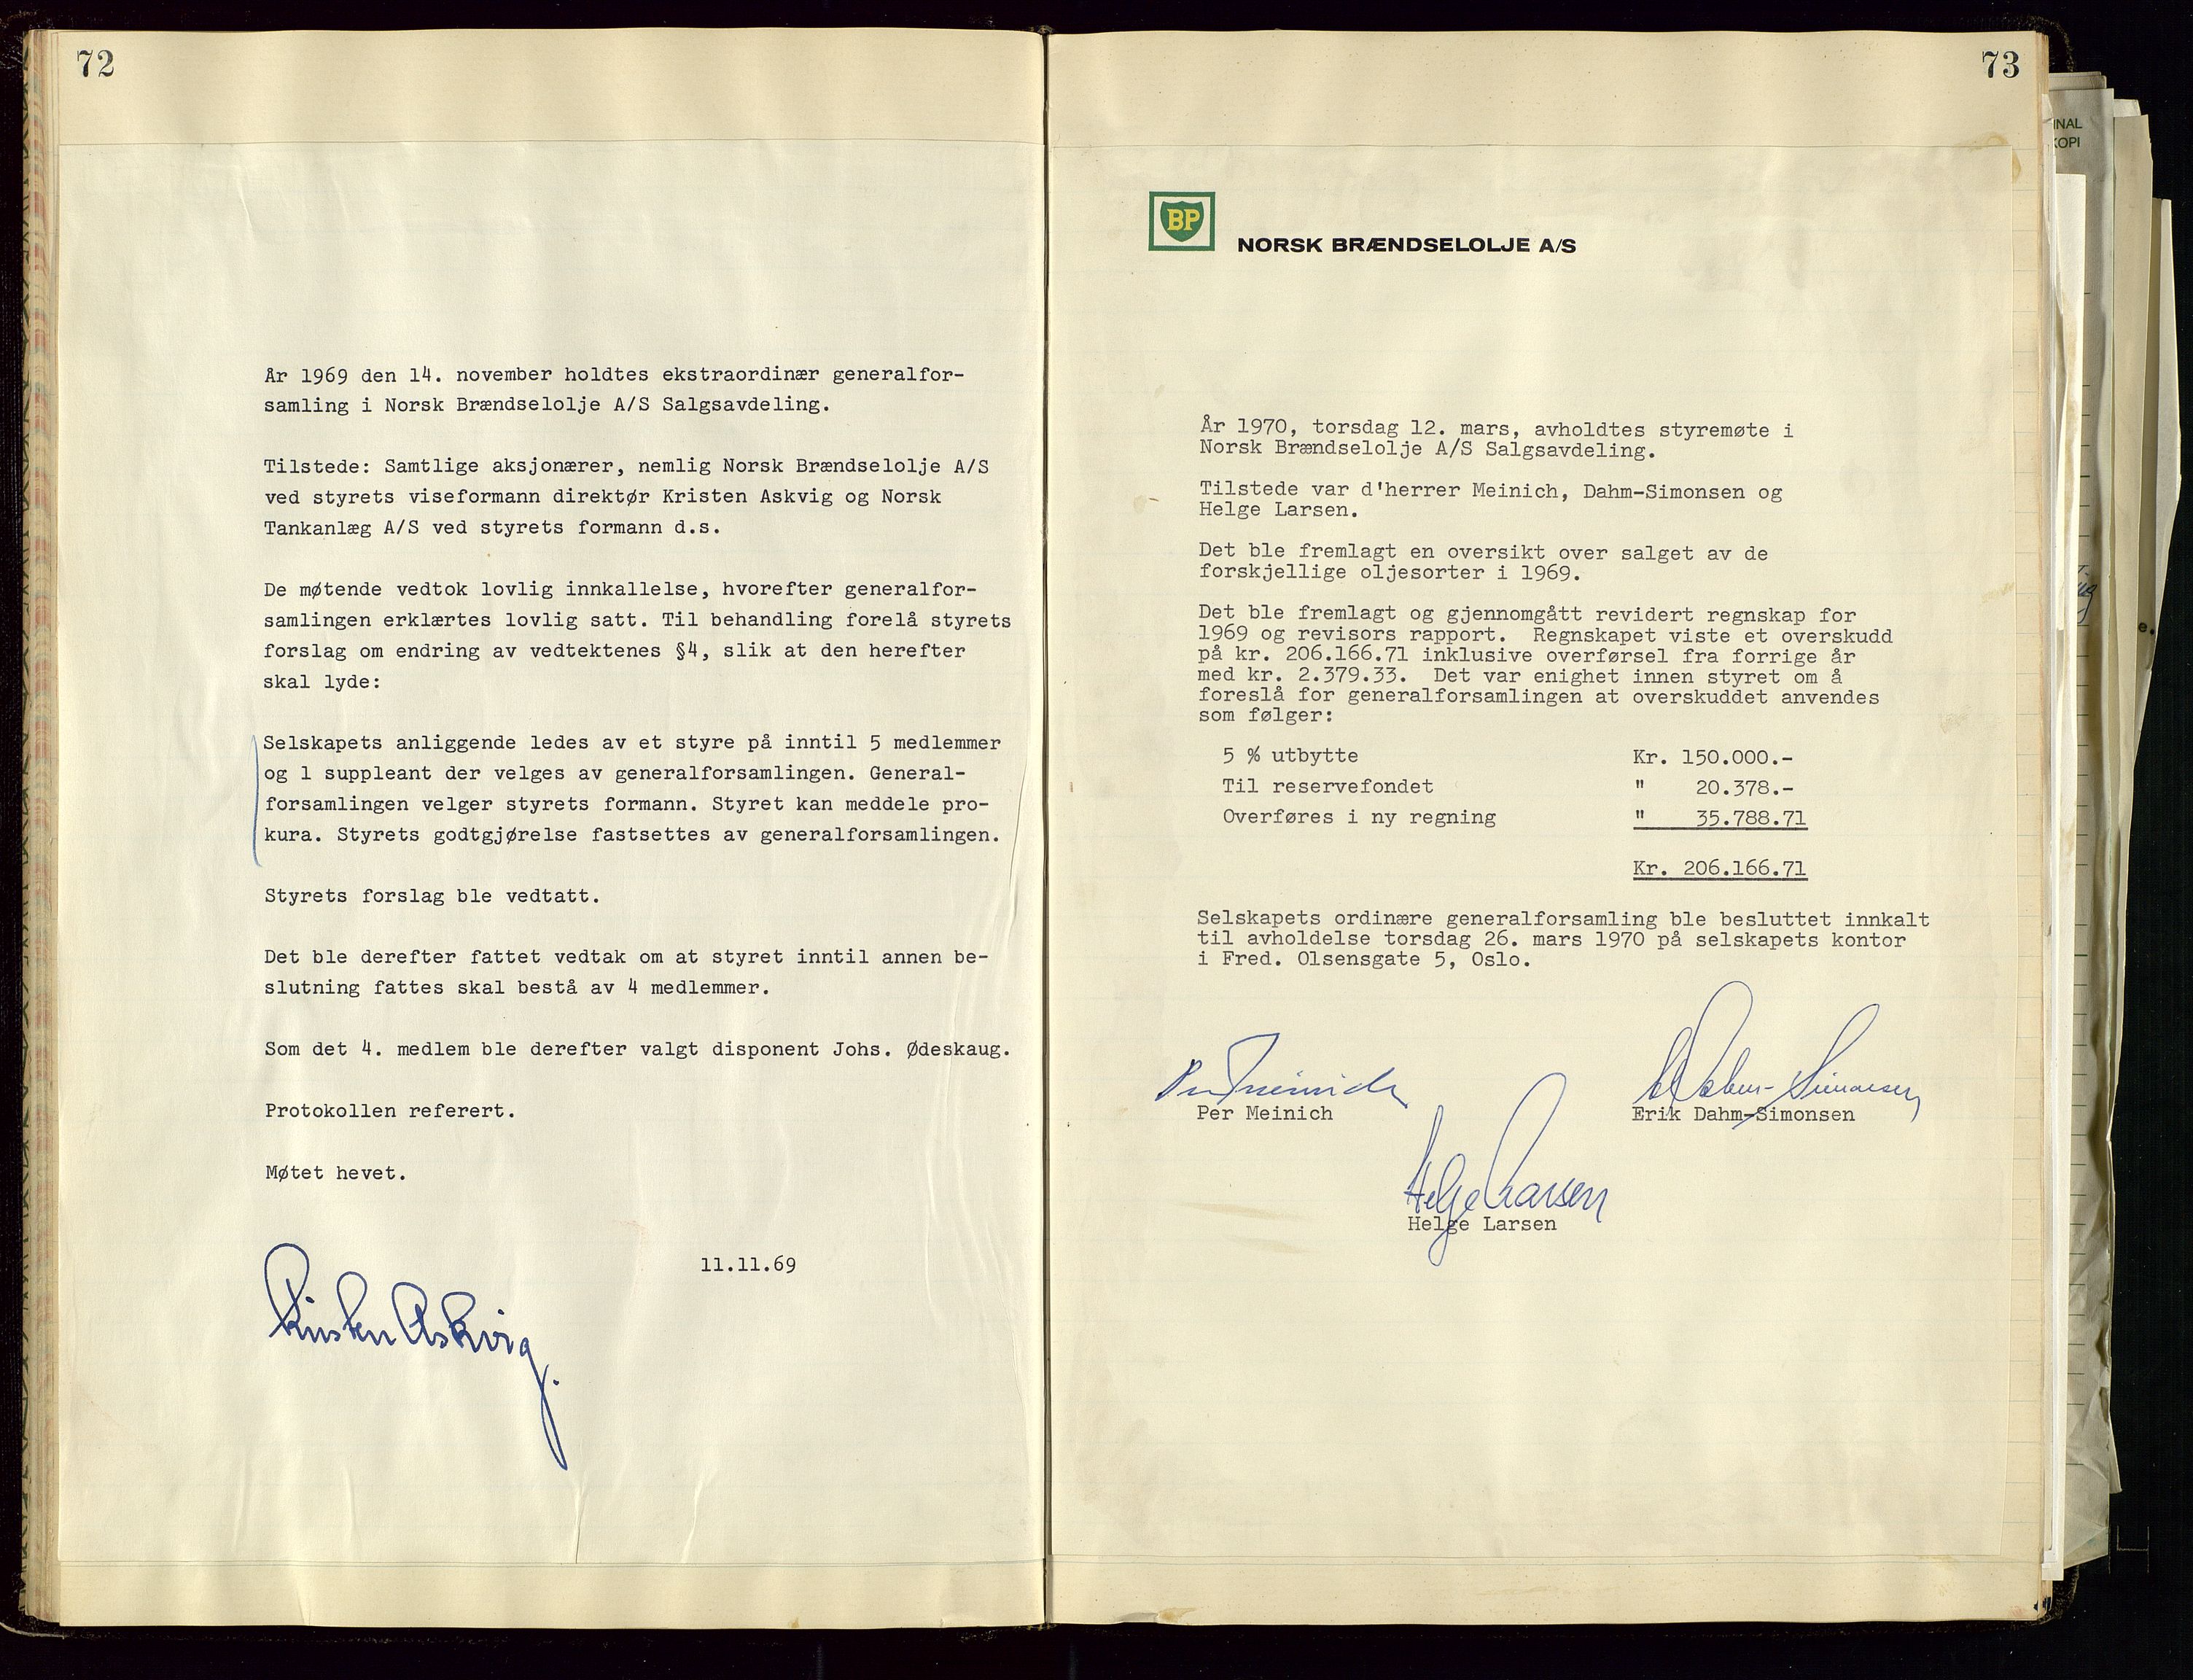 72
År 1969 den 14. november holdtes ekstraordinær generalfor-
samling i Norsk Brændselolje A/S Salgsavdeling.
Tilstede: Samtlige aksjonærer, nemlig Norsk Brændselolje A/S
ved styrets viseformann direktør Kristen Askvig og Norsk
Tankanlæg A/S ved styrets formann d.s.
De møtende vedtok lovlig innkallelse, hvorefter generalfor-
samlingen erklærtes lovlig satt. Til behandling forelå styrets
forslag om endring av vedtektenes §4, slik at den herefter
skal lyde:
Selskapets anliggende ledes av et styre på inntil 5 medlemmer
og 1 suppleant der velges av generalforsamlingen. General-
forsamlingen velger styrets formann. Styret kan meddele pro-
kura. Styrets godtgjørelse fastsettes av generalforsamlingen.
Styrets forslag ble vedtatt.
Det ble derefter fattet vedtak om at styret inntil annen be-
slutning fattes skal bestå av 4 medlemmer.
Som det 4. medlem ble derefter valgt disponent Johs. Ødeskaug.
Protokollen referert.
Møtet hevet.
11.11.69
Kristen Askvig.
73
BP
NORSK BRÆNDSELOLJE A/S
År 1970, torsdag 12. mars, avholdtes styremøte i
Norsk Brændselolje A/S Salgsavdeling.
Tilstede var d'herrer Meinich, Dahm-Simonsen og
Helge Larsen.
Det ble fremlagt en oversikt over salget av de
forskjellige oljesorter i 1969.
Det ble fremlagt og gjennomgått revidert regnskap for
1969 og revisors rapport. Regnskapet viste et overskudd
på kr. 206.166.71 inklusive overførsel fra forrige år
med kr. 2.379.33. Det var enighet innen styret om å
foreslå for generalforsamlingen at overskuddet anvendes
som følger:
5 % utbytte Kr. 150.000.-
Til reservefondet " 20.378.-
Overføres i ny regning " 35.788.71
Kr. 206.166.71
Selskapets ordinære generalforsamling ble besluttet innkalt
til avholdelse torsdag 26. mars 1970 på selskapets kontor
i Fred. Olsensgate 5, Oslo.
Per Meinich
Per Meinich
E Dahm-Simonsen
Erik Dahm-Simonsen
Helge Larsen
Helge Larsen
INAL
KOPI